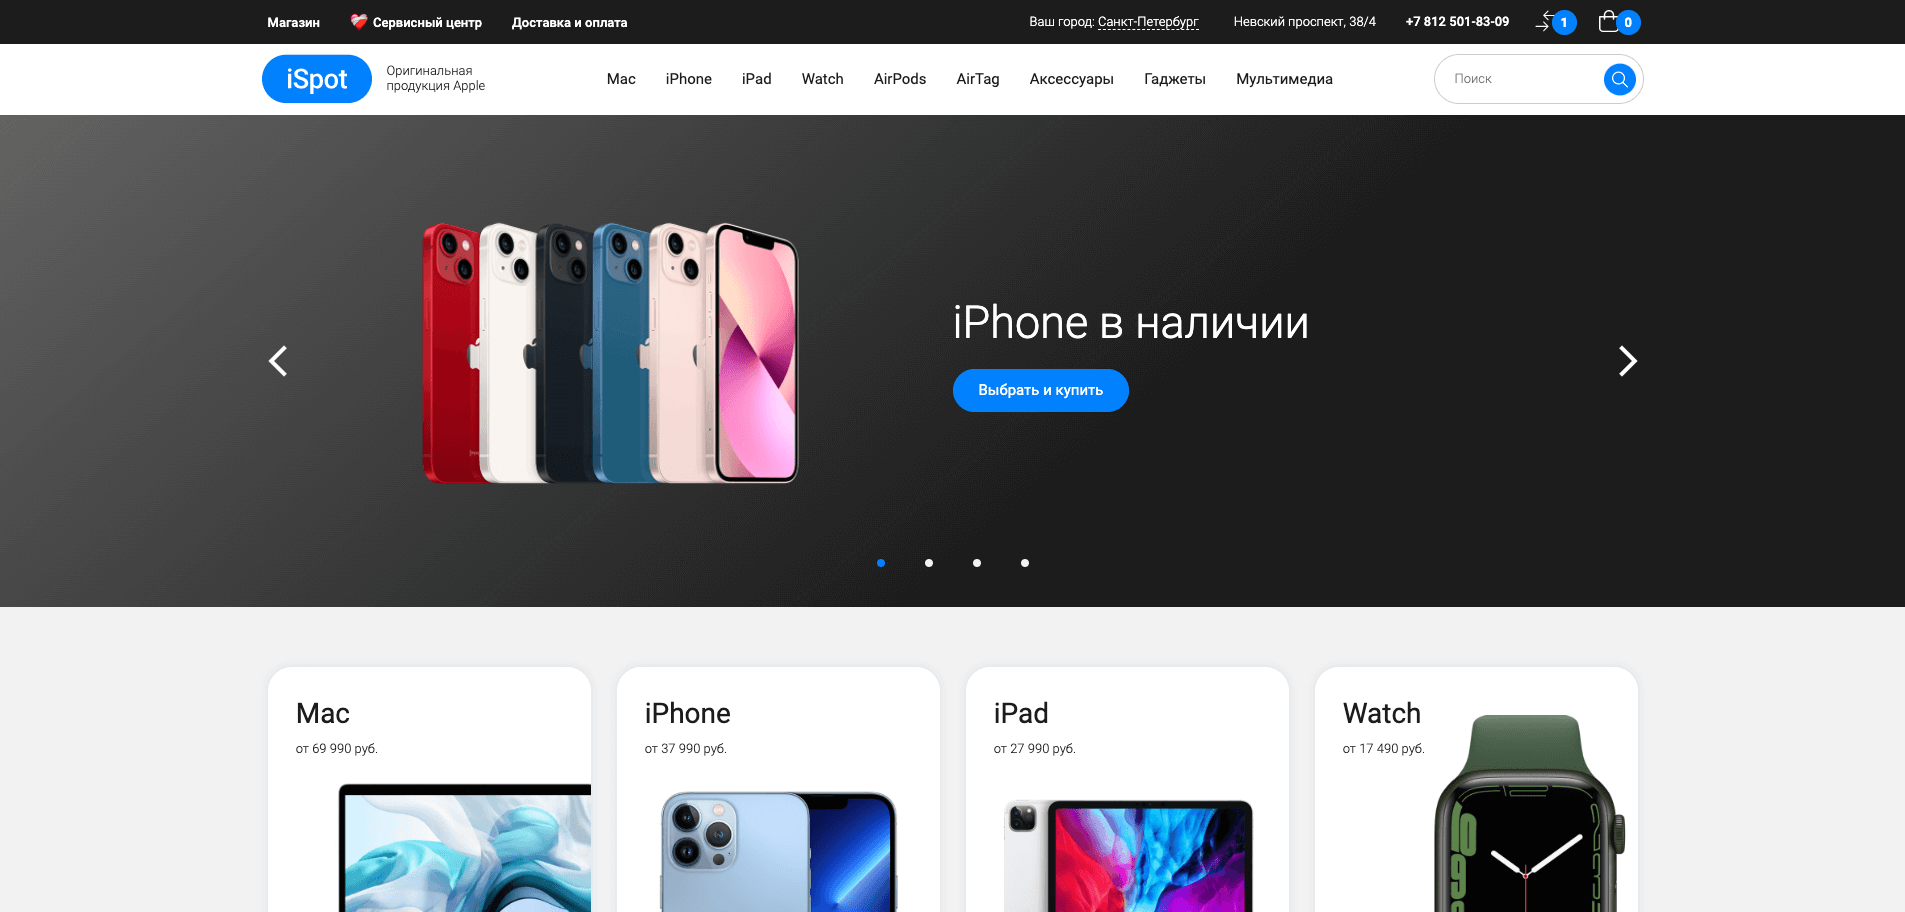 Магазин
Сервисный центр
Доставка и оплата
Ваш город: Санкт-Петербург
Невский проспект, 38/4
+7 812 501-83-09
1
0
iSpot
Оригинальная
продукция Apple
Mac
iPhone
iPad
Watch
AirPods
AirTag
Аксессуары
Гаджеты
Мультимедиа
Поиск
iPhone в наличии
Выбрать и купить
Mac
от 69 990 руб.
iPhone
от 37 990 руб.
iPad
от 27 990 руб.
Watch
от 17 490 руб.